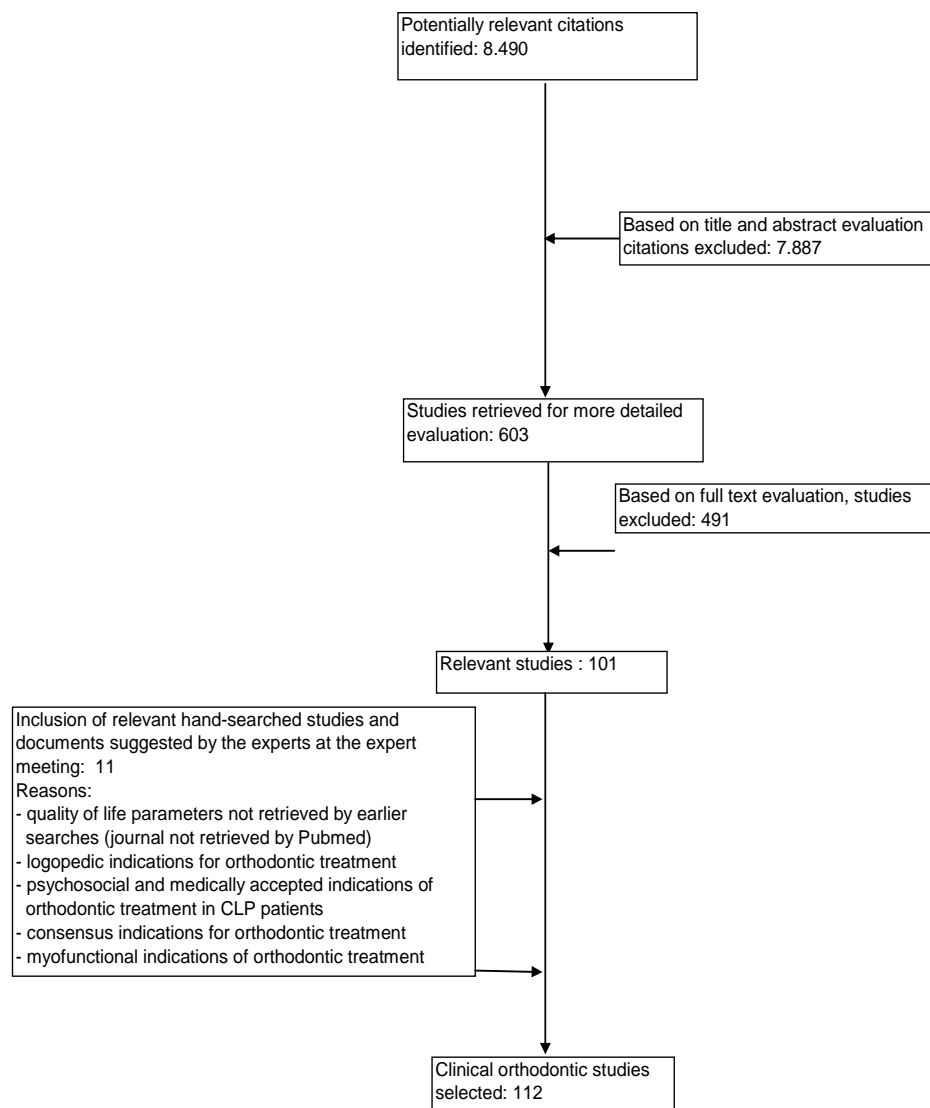 Potentially relevant citations
identified: 8.490
Based on title and abstract evaluation
citations excluded: 7.887
Studies retrieved for more detailed
evaluation: 603
Based on full text evaluation, studies
excluded: 491
Relevant studies : 101
Inclusion of relevant hand-searched studies and
documents suggested by the experts at the expert
meeting: 11
Reasons:
- quality of life parameters not retrieved by earlier
searches (journal not retrieved by Pubmed)
- logopedic indications for orthodontic treatment
- psychosocial and medically accepted indications of
orthodontic treatment in CLP patients
- consensus indications for orthodontic treatment
- myofunctional indications of orthodontic treatment
Clinical orthodontic studies
selected: 112